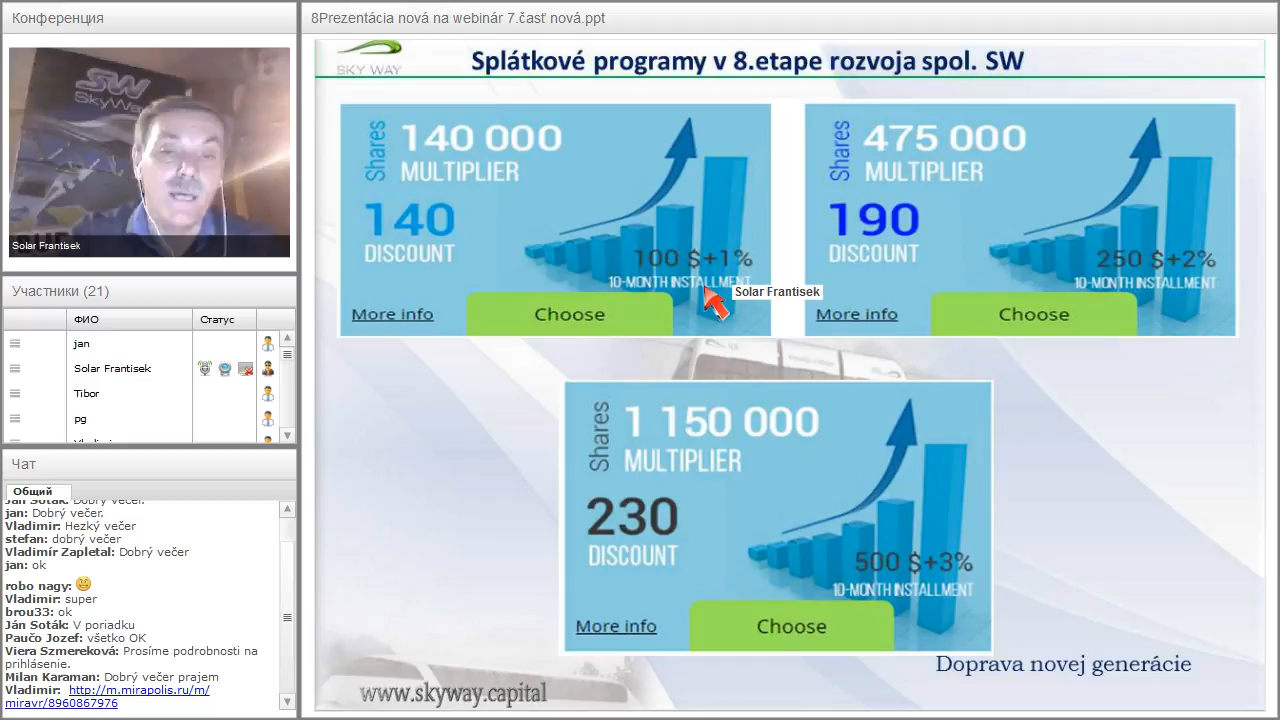 Конференция
SW
SkyWay
Solar Frantisek
Участники (21)
ФИО
Статус
jan
Solar Frantisek
Tibor
pg
Чат
Общий
Ján Soták: Dobrý večer.
jan: Dobrý večer.
Vladimir: Hezký večer
stefan: dobrý večer
Vladimír Zapletal: Dobrý večer
jan: ok
robo nagy:
Vladimir: super
brou33: ok
Ján Soták: V poriadku
Paučo Jozef: všetko OK
Viera Szmereková: Prosíme podrobnosti na
prihlásenie.
Milan Karaman: Dobrý večer prajem
Vladimir: http://m.mirapolis.ru/m/
miravr/8960867976
8Prezentácia nová na webinár 7.časť nová.ppt
SKY WAY
Splátkové programy v 8.etape rozvoja spol. SW
Shares
140 000
MULTIPLIER
140
DISCOUNT
100 $+1%
10-MONTH INSTALLMENT
More info
Choose
Solar Frantisek
Shares
475 000
MULTIPLIER
190
DISCOUNT
250 $+2%
10-MONTH INSTALLMENT
More info
Choose
Shares
1 150 000
MULTIPLIER
230
DISCOUNT
500 $+3%
10-MONTH INSTALLMENT
More info
Choose
Doprava novej generácie
www.skyway.capital